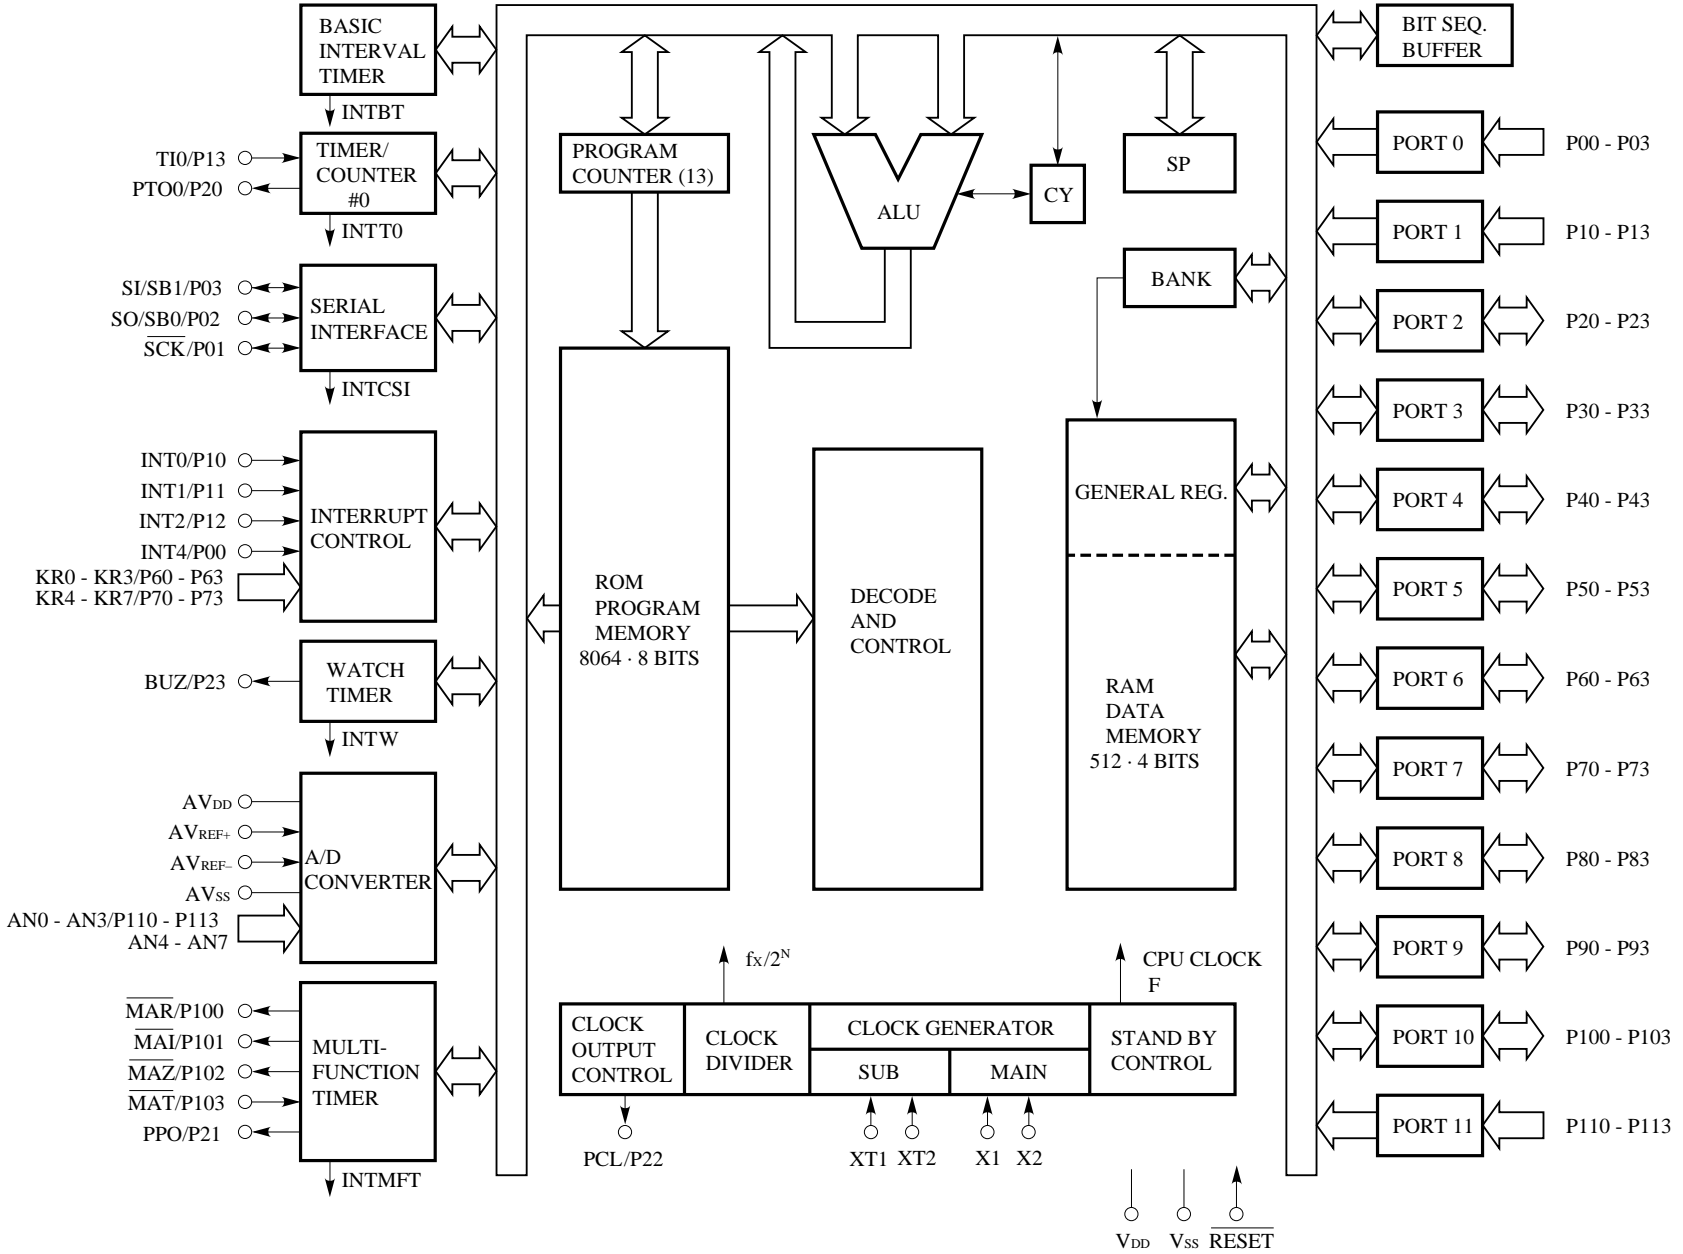 BASIC
INTERVAL
TIMER
INTBT
TI0/P13
PTO0/P20
TIMER/
COUNTER
#0
INTT0
SI/SB1/P03
SO/SB0/P02
SCK/P01
SERIAL
INTERFACE
INTCSI
INT0/P10
INT1/P11
INT2/P12
INT4/P00
KR0 - KR3/P60 - P63
KR4 - KR7/P70 - P73
INTERRUPT
CONTROL
BUZ/P23
WATCH
TIMER
INTW
AVDD
AVREF+
AVREF–
AVSS
AN0 - AN3/P110 - P113
AN4 - AN7
A/D
CONVERTER
MAR/P100
MAI/P101
MAZ/P102
MAT/P103
PPO/P21
MULTI-
FUNCTION
TIMER
INTMFT
PROGRAM
COUNTER (13)
ALU
CY
SP
BANK
GENERAL REG.
ROM
PROGRAM
MEMORY
8064 · 8 BITS
DECODE
AND
CONTROL
RAM
DATA
MEMORY
512 · 4 BITS
fX/2N
CPU CLOCK
F
CLOCK
OUTPUT
CONTROL
CLOCK
DIVIDER
CLOCK GENERATOR
SUB
MAIN
STAND BY
CONTROL
PCL/P22
XT1
XT2
X1
X2
VDD
VSS
RESET
BIT SEQ.
BUFFER
PORT 0
P00 - P03
PORT 1
P10 - P13
PORT 2
P20 - P23
PORT 3
P30 - P33
PORT 4
P40 - P43
PORT 5
P50 - P53
PORT 6
P60 - P63
PORT 7
P70 - P73
PORT 8
P80 - P83
PORT 9
P90 - P93
PORT 10
P100 - P103
PORT 11
P110 - P113